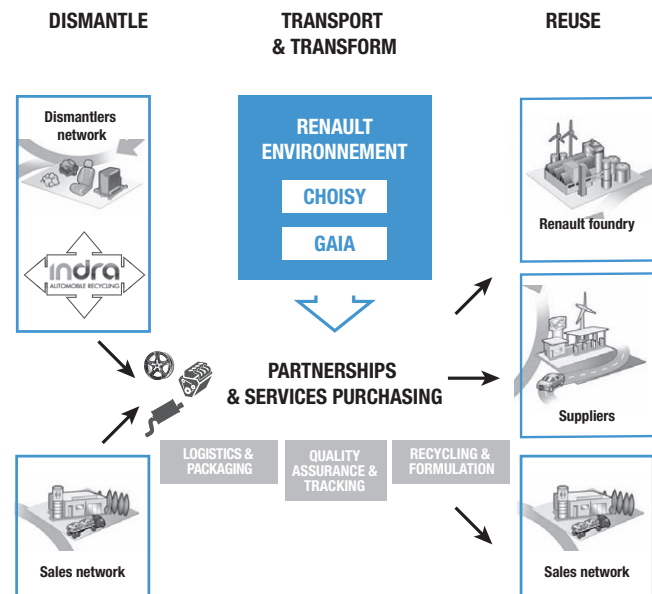 DISMANTLE
TRANSPORT
& TRANSFORM
REUSE
Dismantlers
network
indra
AUTOMOBILE RECYCLING
Sales network
RENAULT
ENVIRONNEMENT
CHOISY
GAIA
PARTNERSHIPS
& SERVICES PURCHASING
LOGISTICS &
PACKAGING
QUALITY
ASSURANCE &
TRACKING
RECYCLING &
FORMULATION
Renault foundry
Suppliers
Sales network